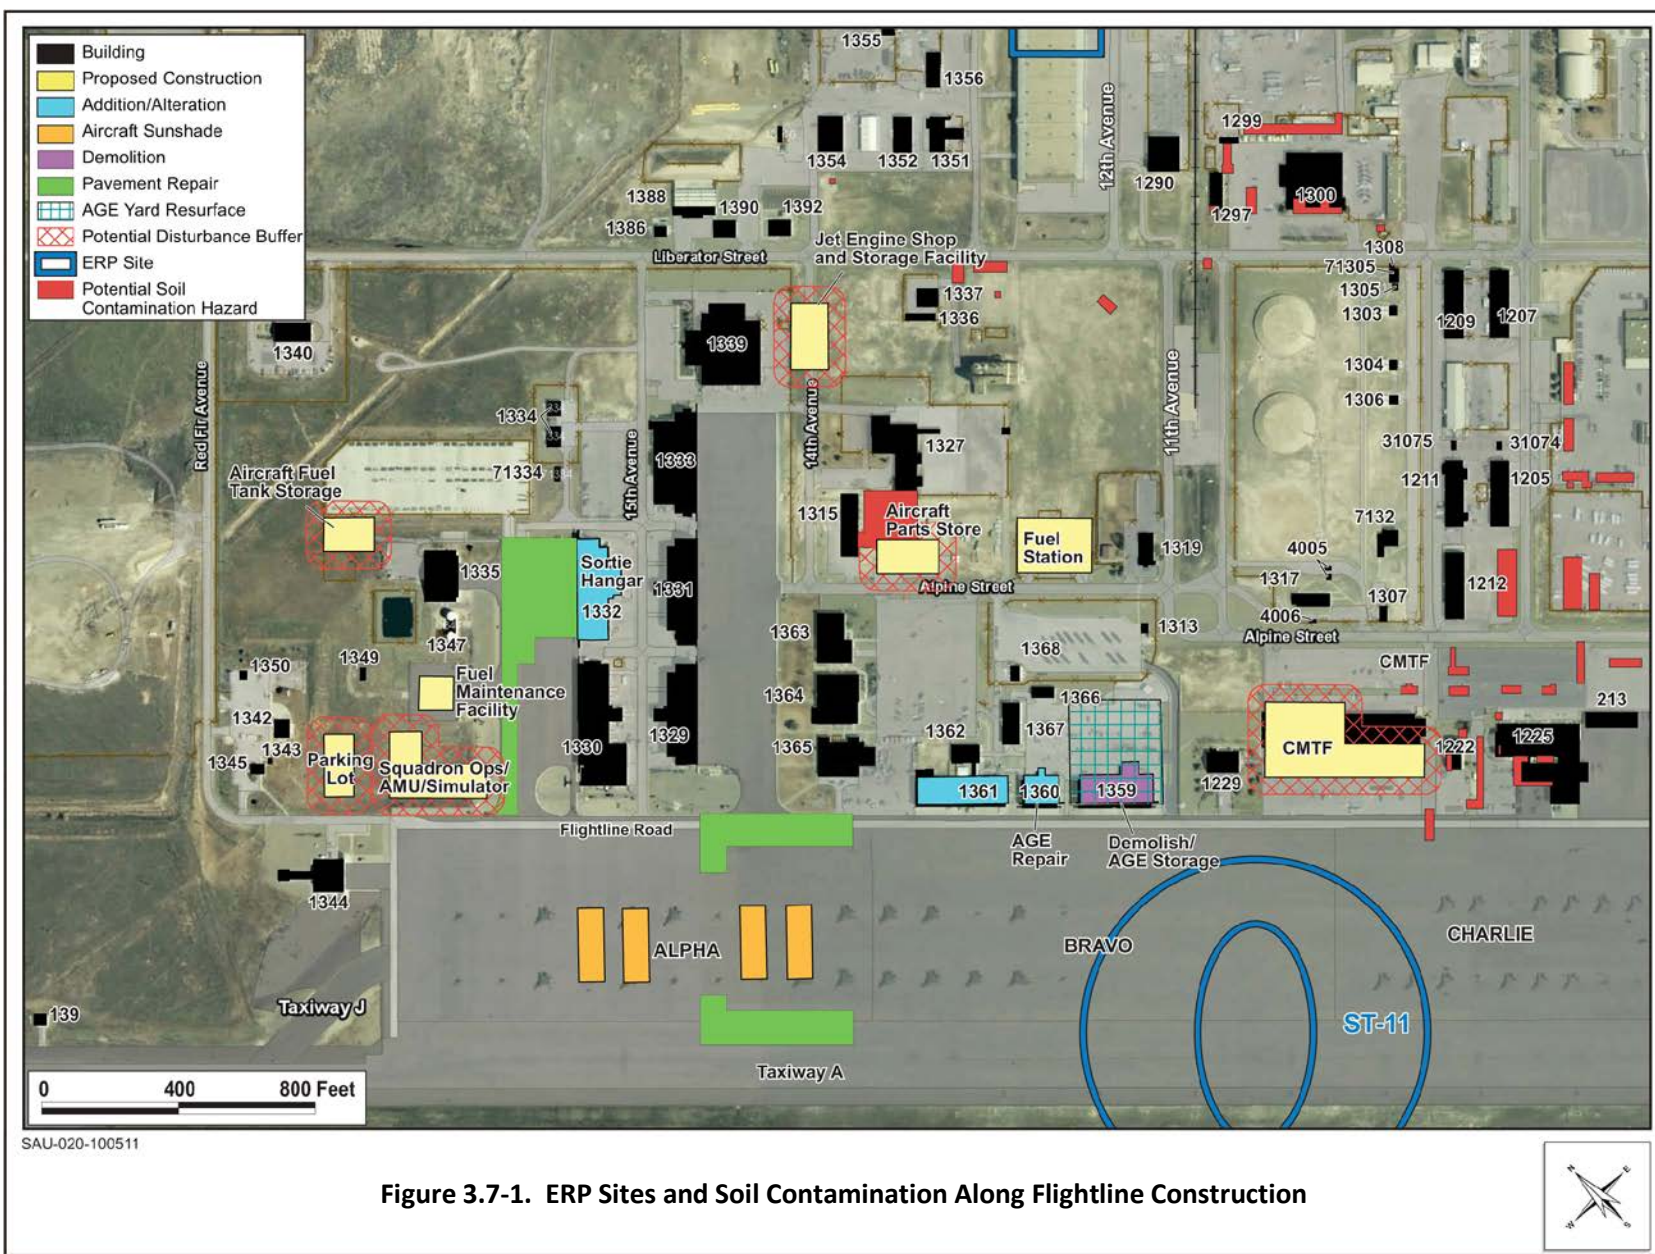 Building
Proposed Construction
Addition/Alteration
Aircraft Sunshade
Demolition
Pavement Repair
AGE Yard Resurface
Potential Disturbance Buffer
ERP Site
Potential Soil
Contamination Hazard
1355
1356
1354
1352
1351
1290
12th Avenue
1299
1300
1297
1388
1386
1390
1392
Liberator Street
Jet Engine Shop
and Storage Facility
1308
71305
1305
1303
1304
1306
1209
1207
1337
1336
1340
1339
Red Fir Avenue
14th Avenue
11th Avenue
15th Avenue
1334
71334
1333
1327
31075
31074
1211
1205
Aircraft Fuel
Tank Storage
1315
Aircraft
Parts Store
Fuel
Station
1319
7132
4005
1317
4006
1307
1212
1335
Sortie
Hangar
1332
1331
Alpine Street
Alpine Street
1347
1349
1350
1363
1313
1368
CMTF
Fuel
Maintenance
Facility
1364
1366
1367
213
1342
1343
1345
Parking
Lot
Squadron Ops/
AMU/Simulator
1330
1329
1365
1362
1361
1360
1359
1229
CMTF
1222
1225
Flightline Road
AGE
Repair
Demolish/
AGE Storage
1344
ALPHA
BRAVO
CHARLIE
139
Taxiway J
ST-11
Taxiway A
0 400 800 Feet
SAU-020-100511
N
E
W
S
Figure 3.7-1. ERP Sites and Soil Contamination Along Flightline Construction